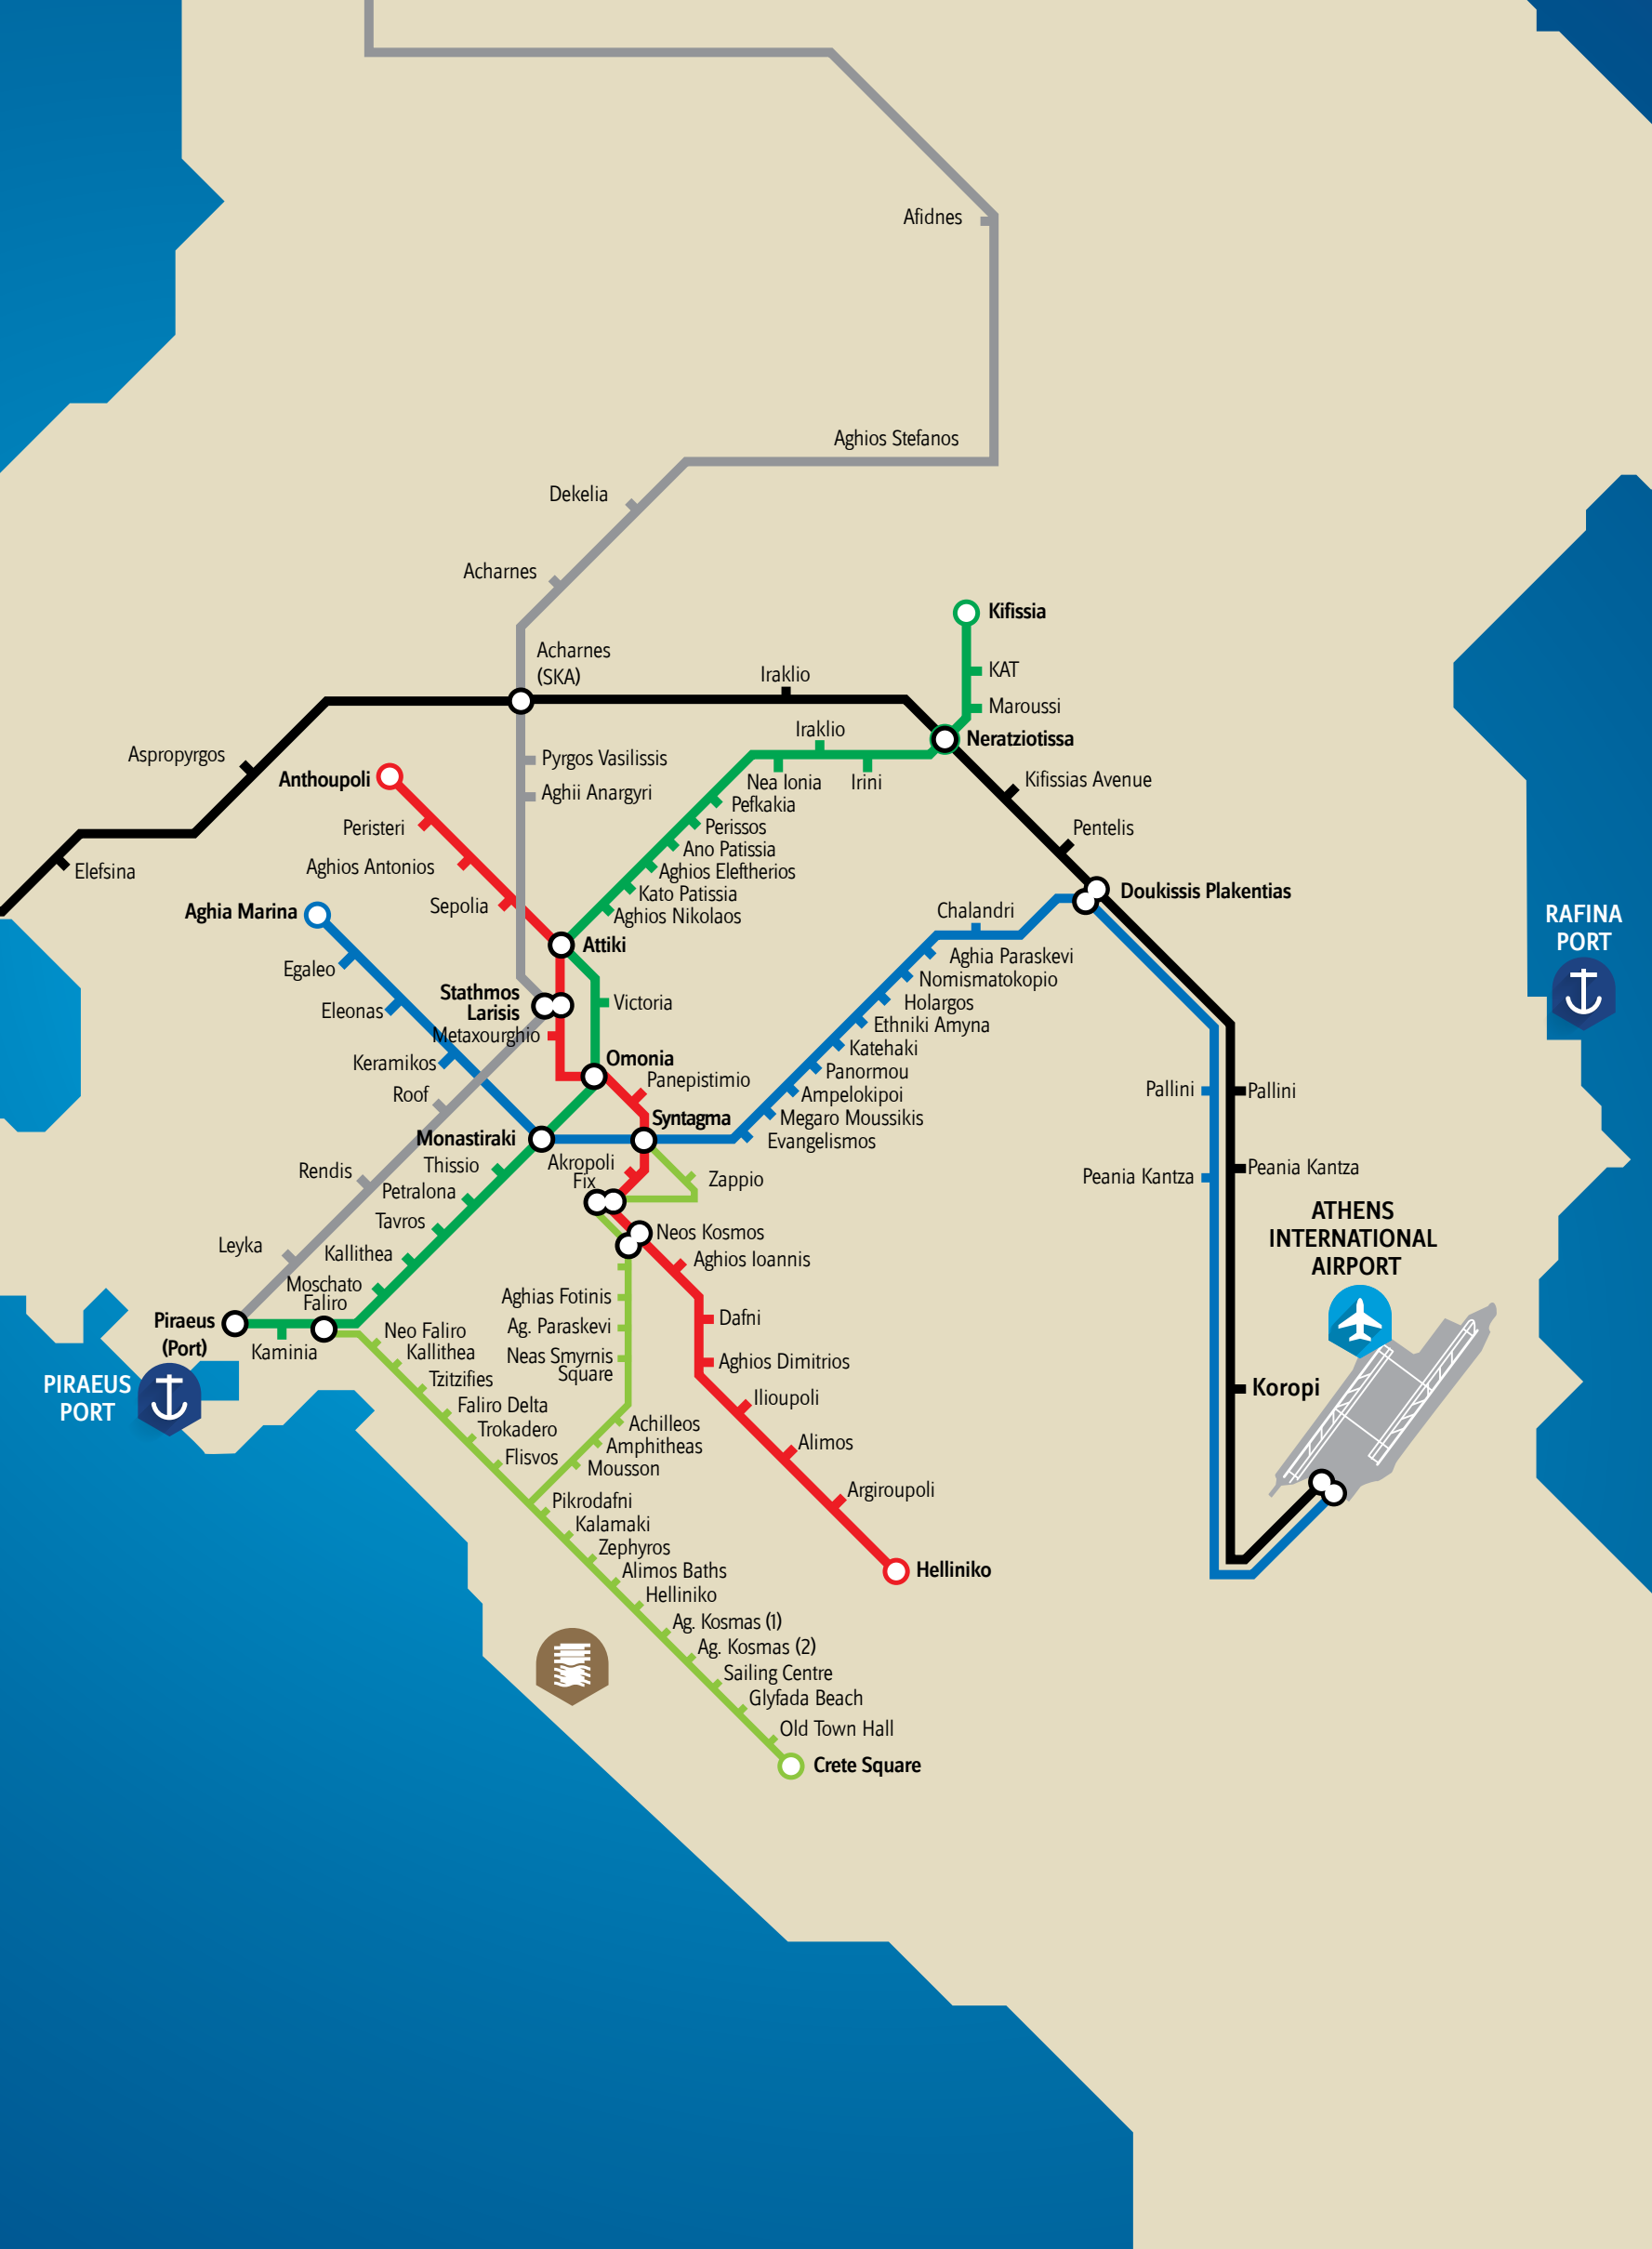 Afidnes
Aghios Stefanos
Dekelia
Acharnes
Kifissia
Acharnes
(SKA)
KAT
Iraklio
Maroussi
Iraklio
Neratziotissa
Aspropyrgos
Pyrgos Vasilissis
Anthoupoli
Nea Ionia
Irini
Kifissias Avenue
Aghii Anargyri
Pefkakia
Peristeri
Perissos
Pentelis
Ano Patissia
Aghios Antonios
Elefsina
Aghios Eleftherios
Doukissis Plakentias
Kato Patissia
Sepolia
Aghia Marina
Aghios Nikolaos
Chalandri
RAFINA
PORT
Attiki
Aghia Paraskevi
Egaleo
Nomismatokopio
Stathmos
Larisis
Victoria
Holargos
Eleonas
Ethniki Amyna
Metaxourghio
Katehaki
Keramikos
Omonia
Panormou
Panepistimio
Roof
Ampelokipoi
Pallini
Pallini
Syntagma
Megaro Moussikis
Monastiraki
Evangelismos
Thissio
Akropoli
Fix
Rendis
Zappio
Peania Kantza
Peania Kantza
Petralona
Tavros
ATHENS
INTERNATIONAL
AIRPORT
Neos Kosmos
Leyka
Kallithea
Aghios Ioannis
Moschato
Faliro
Aghias Fotinis
Piraeus
(Port)
Dafni
Ag. Paraskevi
Neo Faliro
Kallithea
Kaminia
Neas Smyrnis
Square
Aghios Dimitrios
PIRAEUS
PORT
Tzitzifies
Koropi
Ilioupoli
Faliro Delta
Trokadero
Achilleos
Amphitheas
Alimos
Flisvos
Mousson
Argiroupoli
Pikrodafni
Kalamaki
Zephyros
Alimos Baths
Helliniko
Helliniko
Ag. Kosmas (1)
Ag. Kosmas (2)
Sailing Centre
Glyfada Beach
Old Town Hall
Crete Square